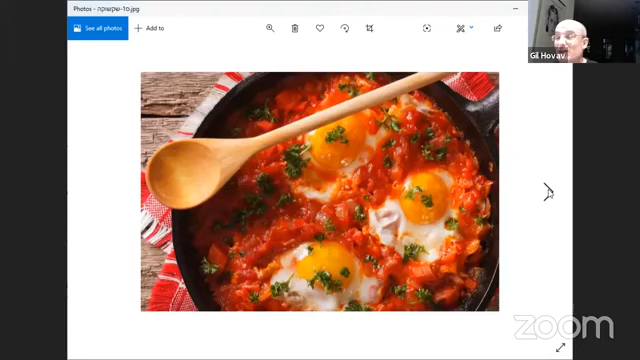 Photos - שקשוקה-10.jpg
See all photos
Add to
Gil Hovav
zoom